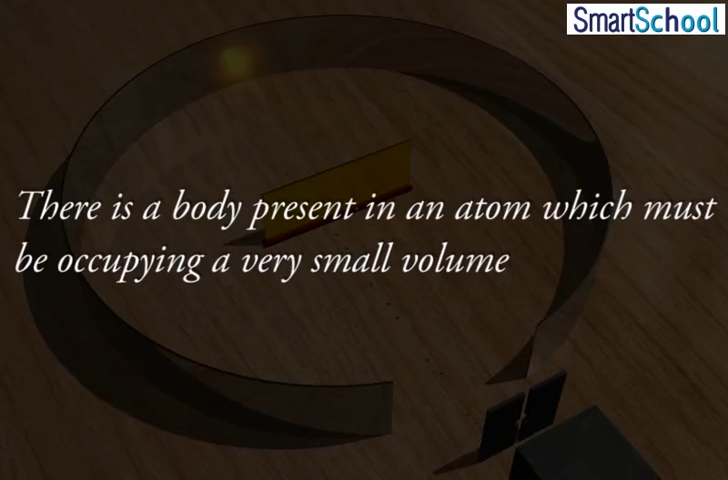 SmartSchool
There is a body present in an atom which must
be occupying a very small volume